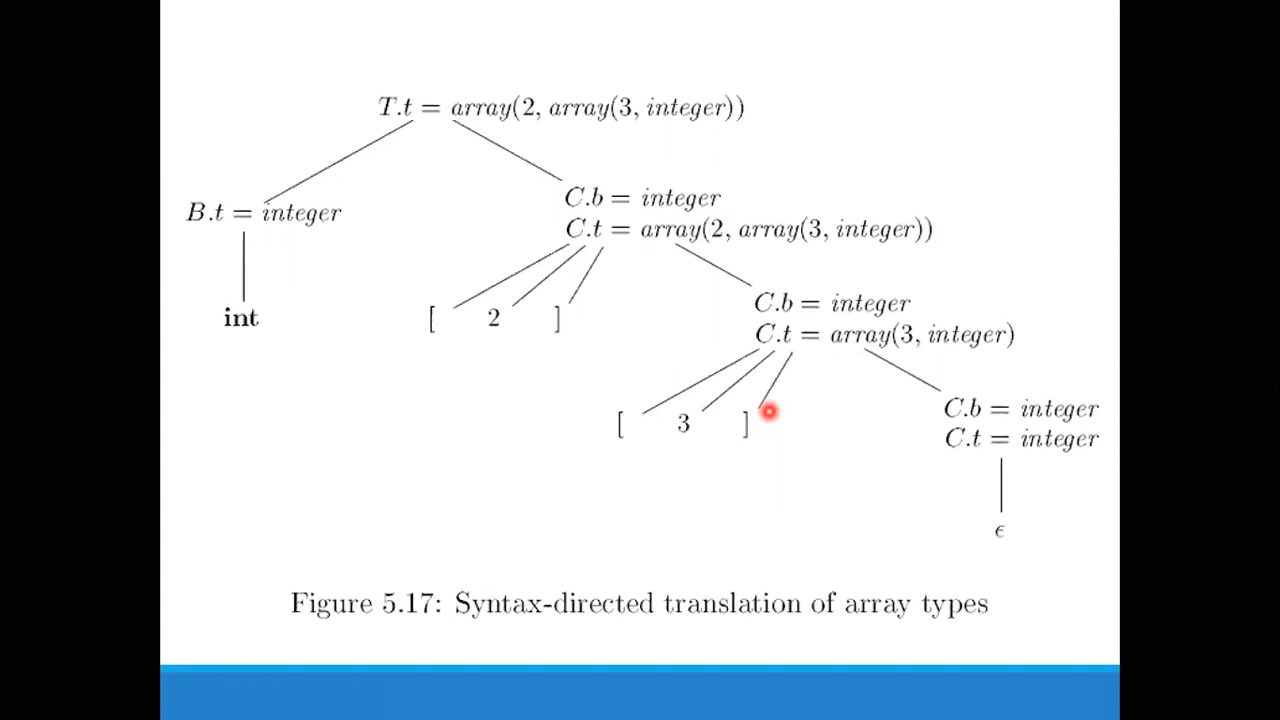 T.t = array(2, array(3, integer))
B.t = integer
C.b = integer
C.t = array(2, array(3, integer))
int
[ 2 ]
C.b = integer
C.t = array(3, integer)
[ 3 ]
C.b = integer
C.t = integer
ϵ
Figure 5.17: Syntax-directed translation of array types